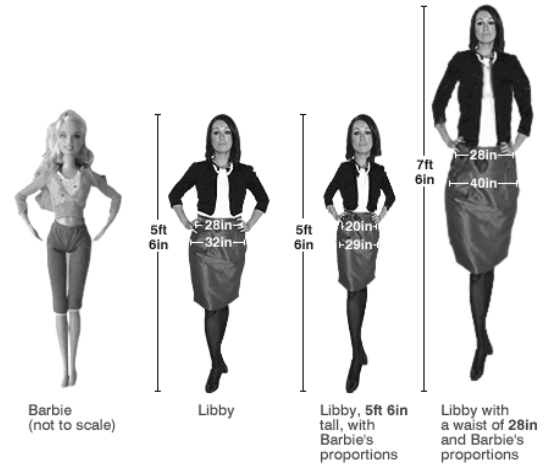 7ft
6in
28in
40in
5ft
6in
28in
32in
5ft
6in
20in
29in
Barbie
(not to scale)
Libby
Libby, 5ft 6in
tall, with
Barbie's
proportions
Libby with
a waist of 28in
and Barbie's
proportions